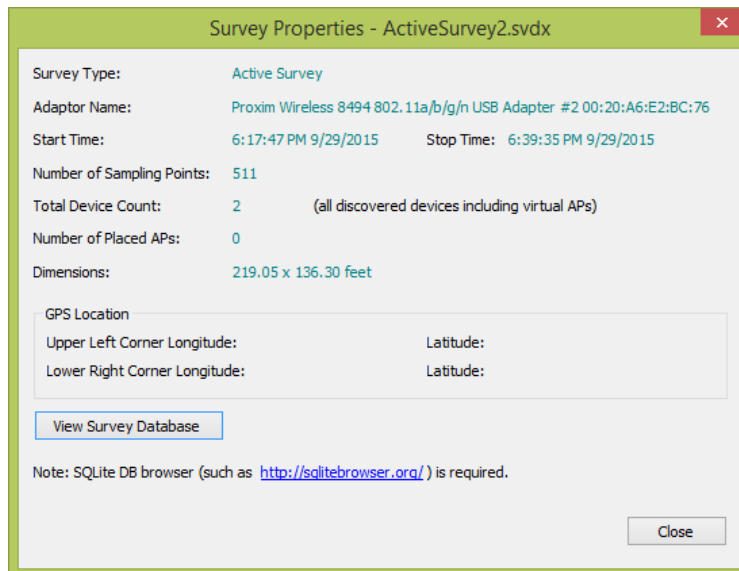 Survey Properties - ActiveSurvey2.svdx
Survey Type: Active Survey
Adaptor Name: Proxim Wireless 8494 802.11a/b/g/n USB Adapter #2 00:20:A6:E2:BC:76
Start Time: 6:17:47 PM 9/29/2015 Stop Time: 6:39:35 PM 9/29/2015
Number of Sampling Points: 511
Total Device Count: 2 (all discovered devices including virtual APs)
Number of Placed APs: 0
Dimensions: 219.05 x 136.30 feet
GPS Location
Upper Left Corner Longitude: Latitude:
Lower Right Corner Longitude: Latitude:
View Survey Database
Note: SQLite DB browser (such as http://sqlitebrowser.org/ ) is required.
Close